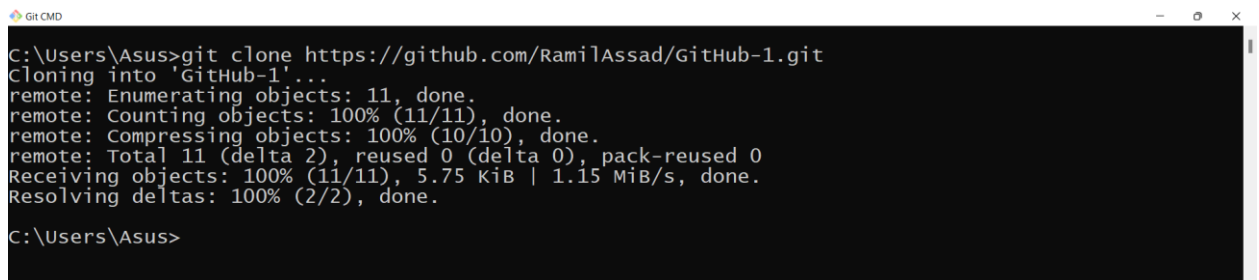 Git CMD
C:\Users\Asus>git clone https://github.com/RamilAssad/GitHub-1.git
Cloning into 'GitHub-1'...
remote: Enumerating objects: 11, done.
remote: Counting objects: 100% (11/11), done.
remote: Compressing objects: 100% (10/10), done.
remote: Total 11 (delta 2), reused 0 (delta 0), pack-reused 0
Receiving objects: 100% (11/11), 5.75 KiB | 1.15 MiB/s, done.
Resolving deltas: 100% (2/2), done.
C:\Users\Asus>